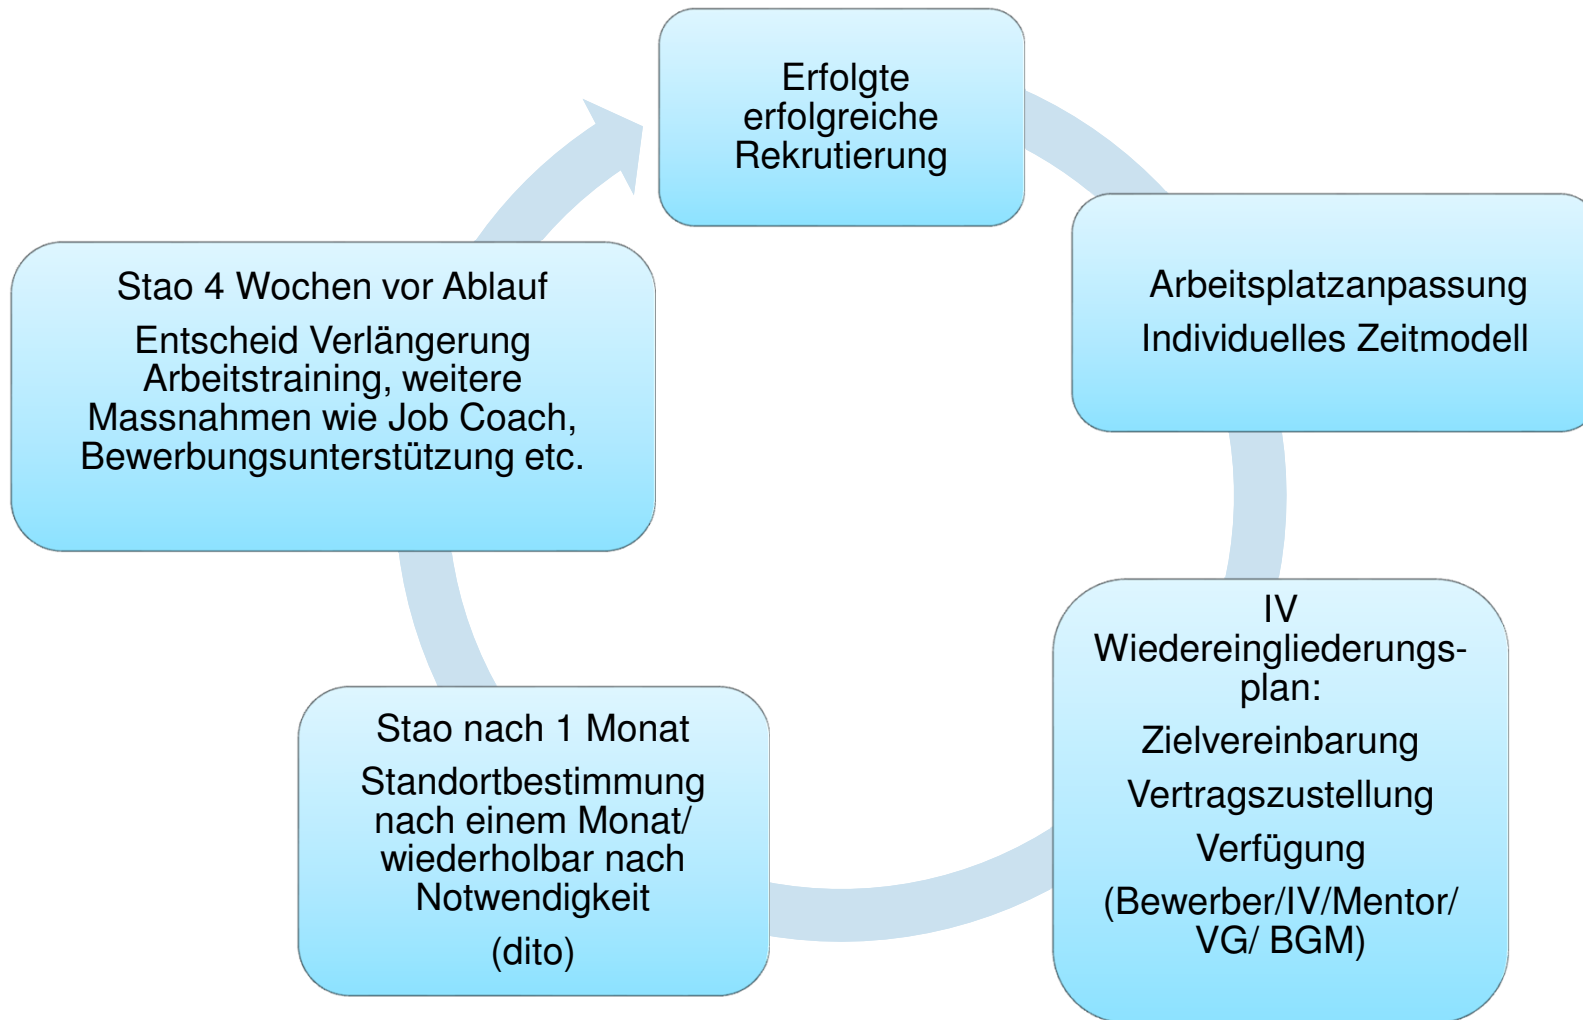 Erfolgte
erfolgreiche
Rekrutierung
Arbeitsplatzanpassung
Individuelles Zeitmodell
IV
Wiedereingliederungs-
plan:
Zielvereinbarung
Vertragszustellung
Verfügung
(Bewerber/IV/Mentor/
VG/ BGM)
Stao nach 1 Monat
Standortbestimmung
nach einem Monat/
wiederholbar nach
Notwendigkeit
(dito)
Stao 4 Wochen vor Ablauf
Entscheid Verlängerung
Arbeitstraining, weitere
Massnahmen wie Job Coach,
Bewerbungsunterstützung etc.